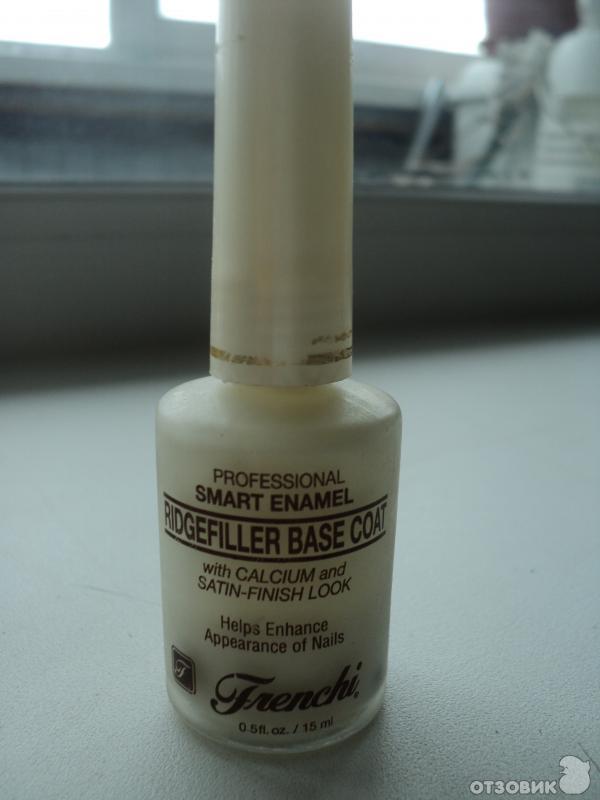 PROFESSIONAL
SMART ENAMEL
RIDGEFILLER BASE COAT
with CALCIUM and
SATIN-FINISH LOOK
Helps Enhance
Appearance of Nails
F
Frenchi®
0.5fl. oz. / 15 ml
ОТЗОВИК